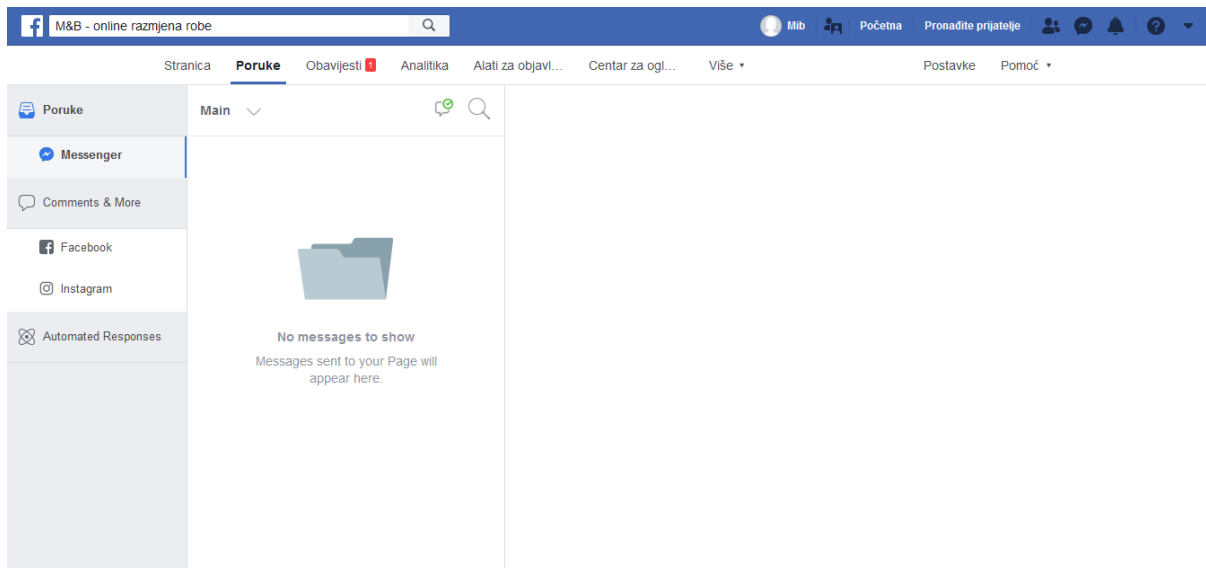 M&B - online razmjena robe
Mib
Početna
Pronađite prijatelje
Stranica
Poruke
Obavijesti 1
Analitika
Alati za objavl...
Centar za ogl...
Više
Postavke
Pomoć
Poruke
Messenger
Comments & More
Facebook
Instagram
Automated Responses
Main
No messages to show
Messages sent to your Page will
appear here.